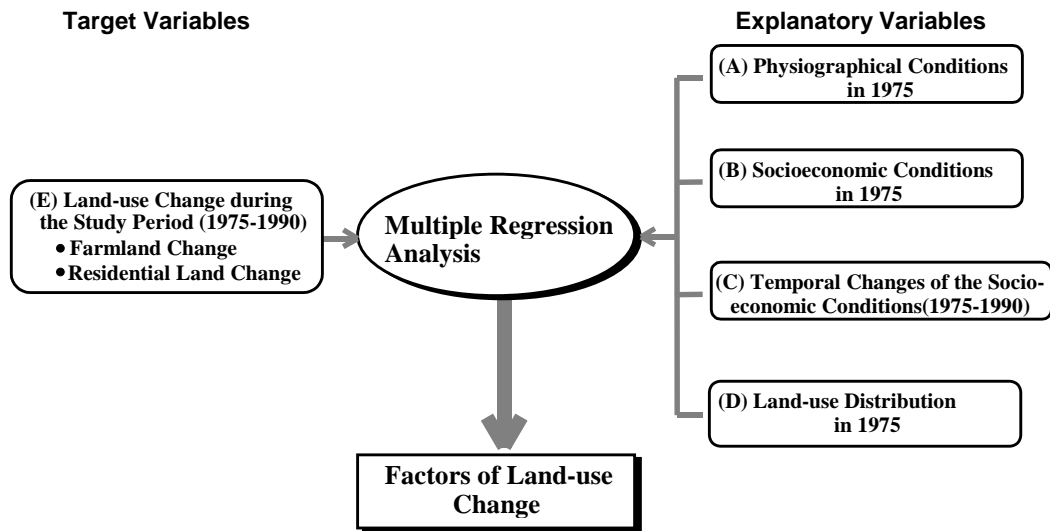 Target Variables
Explanatory Variables
(A) Physiographical Conditions
in 1975
(B) Socioeconomic Conditions
in 1975
(E) Land-use Change during
the Study Period (1975-1990)
• Farmland Change
• Residential Land Change
Multiple Regression
Analysis
(C) Temporal Changes of the Socio-
economic Conditions(1975-1990)
(D) Land-use Distribution
in 1975
Factors of Land-use
Change